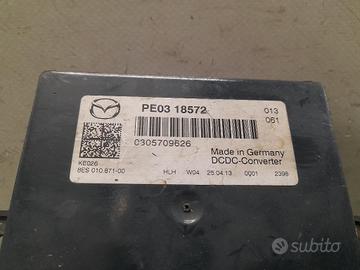 PE03 18572
013
061
0305709626
KE026
8ES 010.871-00
Made in Germany
DCDC-Converter
HLH W04 25.04.13 0001 2398
subito